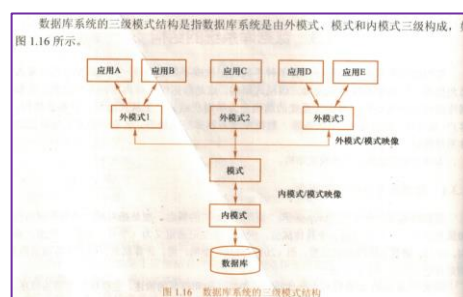 数据库系统的三级模式结构是指数据库系统是由外模式、模式和内模式三级构成，
图 1.16 所示。
应用A 应用B 应用C 应用D 应用E
外模式1 外模式2 外模式3
外模式/模式映像
模式
内模式/模式映像
内模式
数据库
图 1.16 数据库系统的三级模式结构